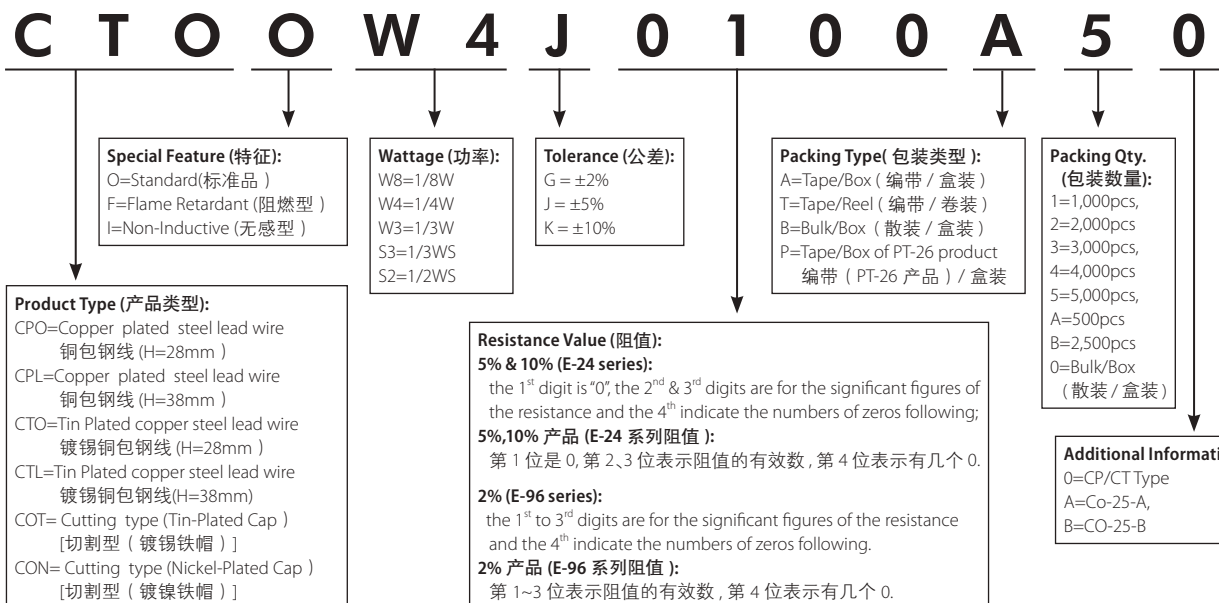 C T O O W 4 J 0 1 0 0 A 5 0
Special Feature (特征):
O=Standard(标准品 )
F=Flame Retardant (阻燃型 )
I=Non-Inductive (无感型 )
Wattage (功率):
W8=1/8W
W4=1/4W
W3=1/3W
S3=1/3WS
S2=1/2WS
Tolerance (公差):
G = ±2%
J = ±5%
K = ±10%
Packing Type( 包装类型 ):
A=Tape/Box ( 编带 / 盒装 )
T=Tape/Reel ( 编带 / 卷装 )
B=Bulk/Box ( 散装 / 盒装 )
P=Tape/Box of PT-26 product
编带 ( PT-26 产品 ) / 盒装
Packing Qty.
(包装数量):
1=1,000pcs,
2=2,000pcs
3=3,000pcs,
4=4,000pcs
5=5,000pcs,
A=500pcs
B=2,500pcs
0=Bulk/Box
( 散装 / 盒装 )
Product Type (产品类型):
CPO=Copper plated steel lead wire
铜包钢线 (H=28mm )
CPL=Copper plated steel lead wire
铜包钢线 (H=38mm )
CTO=Tin Plated copper steel lead wire
镀锡铜包钢线 (H=28mm )
CTL=Tin Plated copper steel lead wire
镀锡铜包钢线(H=38mm)
COT= Cutting type (Tin-Plated Cap )
[切割型 ( 镀锡铁帽 ) ]
CON= Cutting type (Nickel-Plated Cap )
[切割型 ( 镀镍铁帽 ) ]
Resistance Value (阻值):
5% & 10% (E-24 series):
the 1st digit is “0”, the 2nd & 3rd digits are for the significant figures of
the resistance and the 4th indicate the numbers of zeros following;
5%,10% 产品 (E-24 系列阻值 ):
第 1 位是 0, 第 2、3 位表示阻值的有效数 , 第 4 位表示有几个 0.
2% (E-96 series):
the 1st to 3rd digits are for the significant figures of the resistance
and the 4th indicate the numbers of zeros following.
2% 产品 (E-96 系列阻值 ):
第 1~3 位表示阻值的有效数 , 第 4 位表示有几个 0.
Additional Informati
0=CP/CT Type
A=Co-25-A,
B=CO-25-B